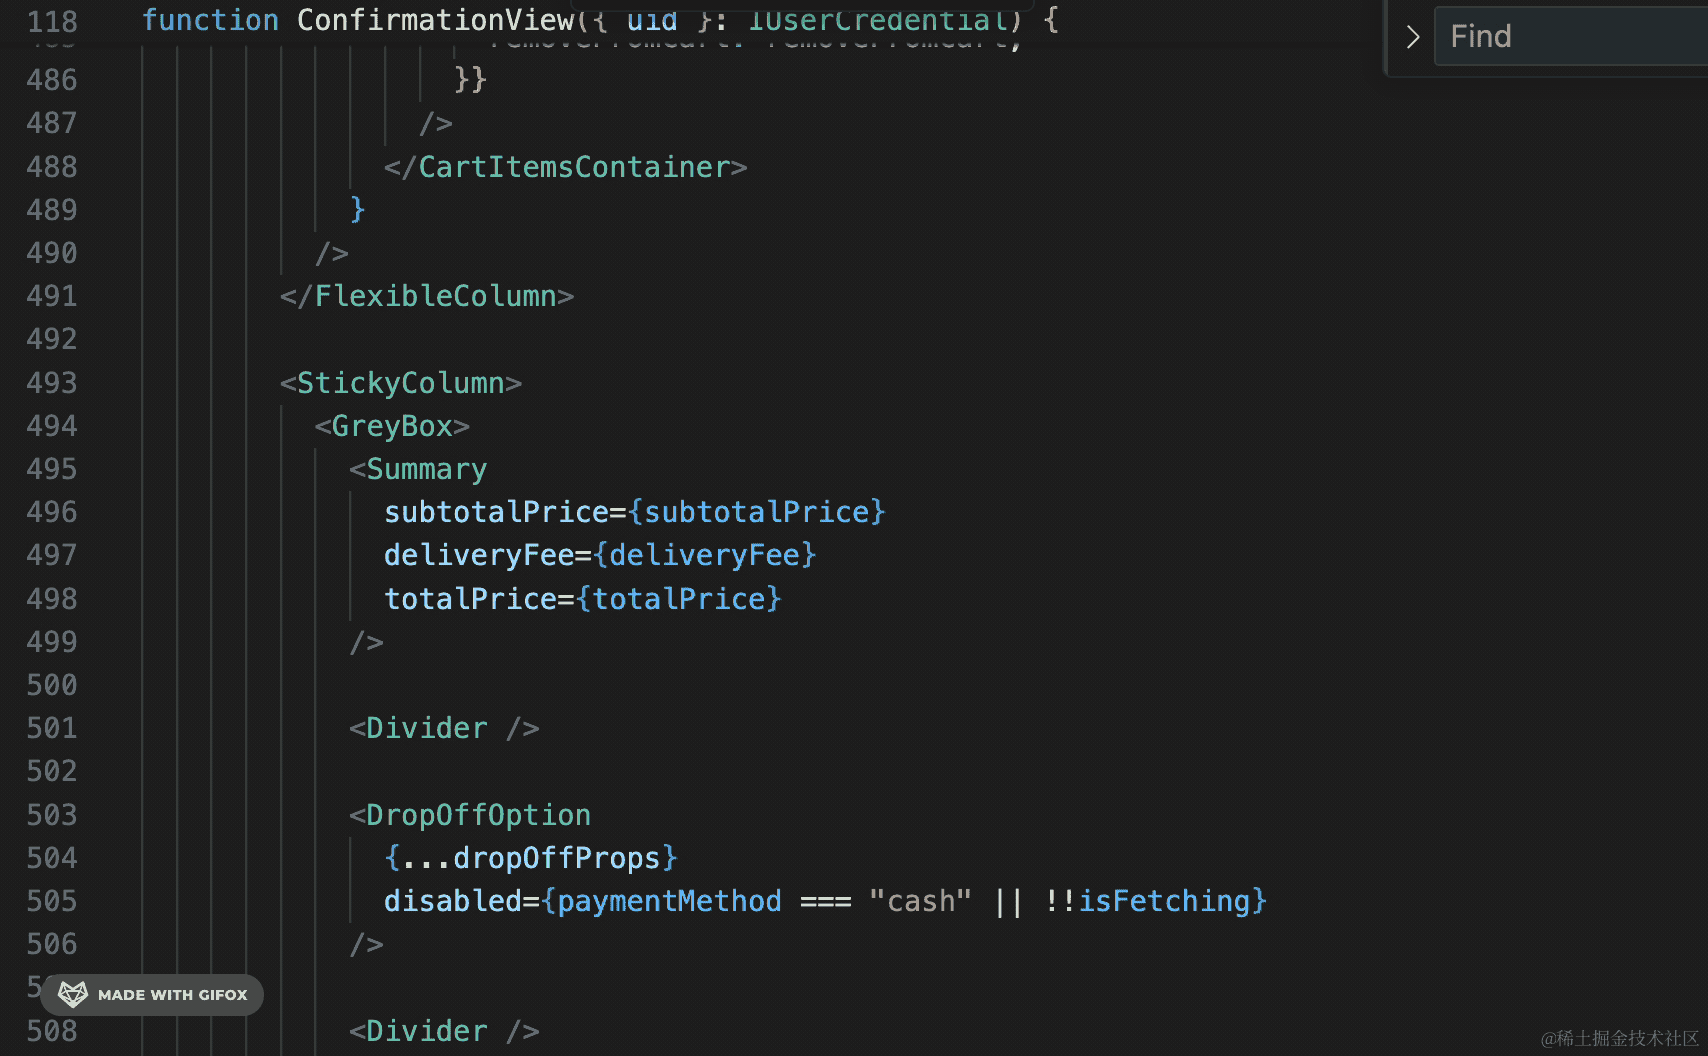 118 function ConfirmationView({ uid }: IUserCredential) {
Find
removeFromCart: removeFromCart,
486 }}
487 />
488 </CartItemsContainer>
489 }
490 />
491 </FlexibleColumn>
492
493 <StickyColumn>
494 <GreyBox>
495 <Summary
496 subtotalPrice={subtotalPrice}
497 deliveryFee={deliveryFee}
498 totalPrice={totalPrice}
499 />
500
501 <Divider />
502
503 <DropOffOption
504 {...dropOffProps}
505 disabled={paymentMethod === "cash" || !!isFetching}
506 />
MADE WITH GIFOX
508 <Divider />
@稀土掘金技术社区